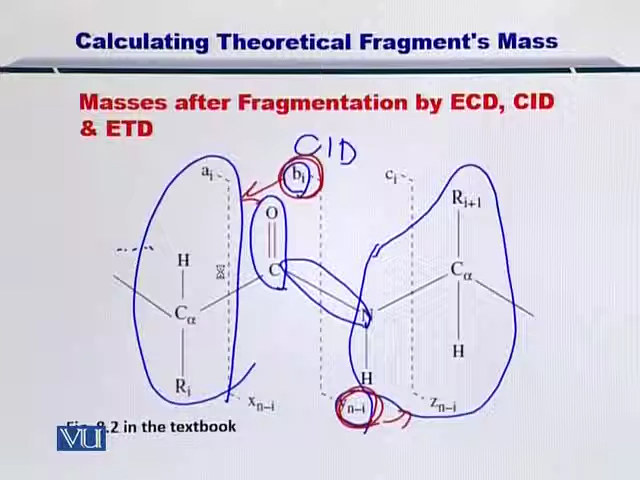 Calculating Theoretical Fragment's Mass
Masses after Fragmentation by ECD, CID
& ETD
CID
aᵢ bᵢ cᵢ
O Rᵢ₊₁
H C Cα
Cα N
H
Rᵢ H
xₙ₋ᵢ n−i zₙ₋ᵢ
8.2 in the textbook
VU